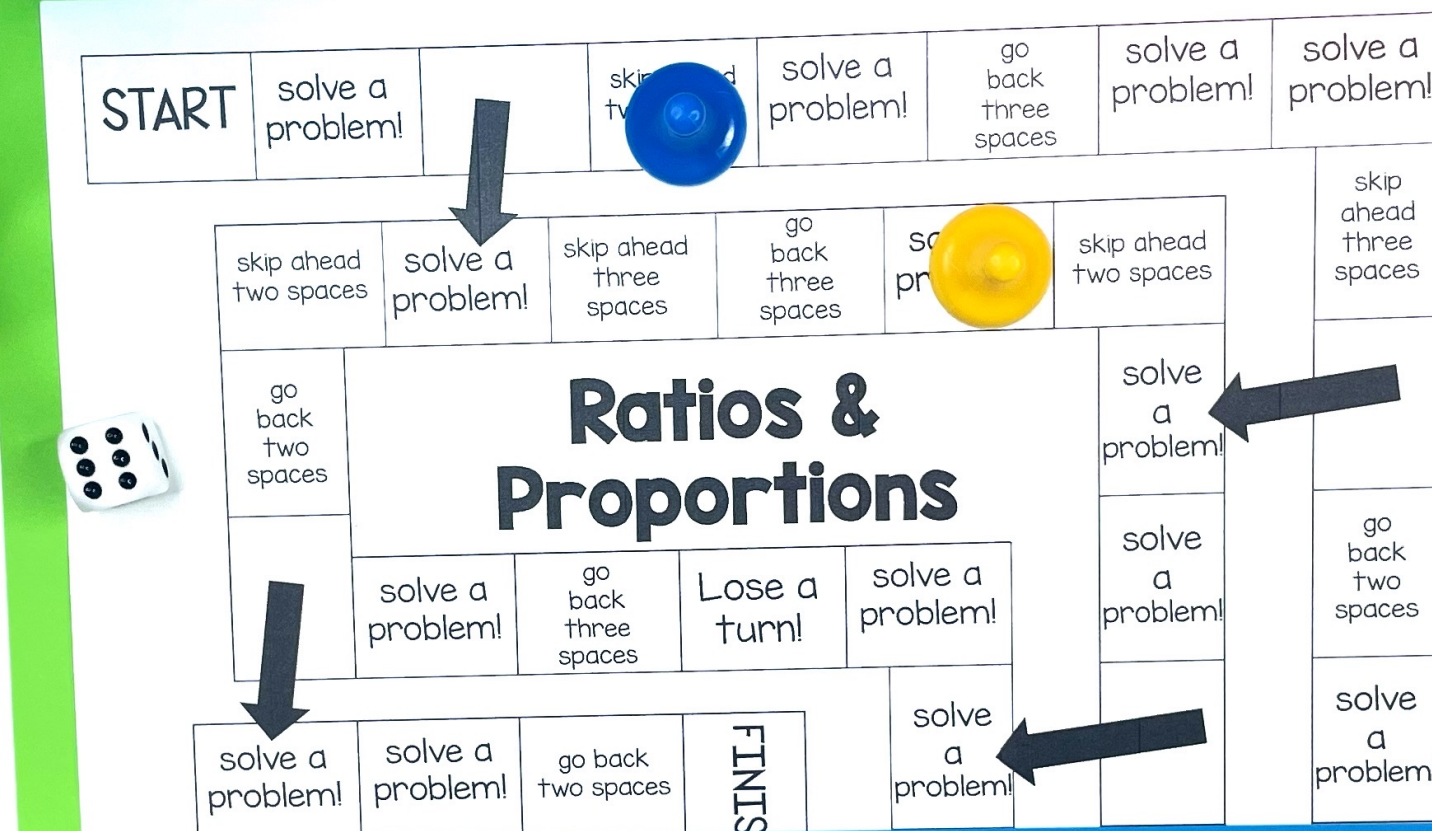 START
solve a
problem!
skip
solve a
problem!
go
back
three
spaces
solve a
problem!
solve a
problem!
skip
ahead
three
spaces
skip ahead
two spaces
solve a
problem!
skip ahead
three
spaces
go
back
three
spaces
skip ahead
two spaces
go
back
two
spaces
Ratios &
Proportions
solve
a
problem!
solve
a
problem!
go
back
two
spaces
solve a
problem!
go
back
three
spaces
Lose a
turn!
solve a
problem!
solve
a
problem!
solve
a
problem
solve a
problem!
solve a
problem!
go back
two spaces
FINIS